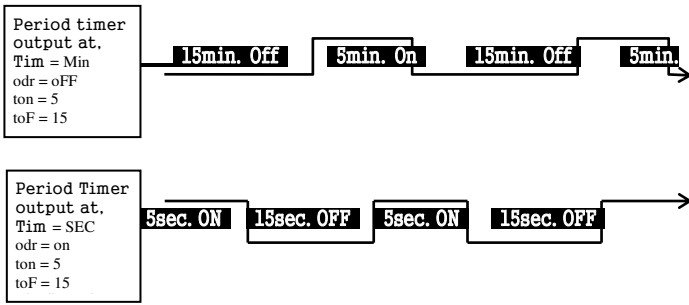 Period timer
output at,
Tim = Min
odr = oFF
ton = 5
toF = 15
15min. Off 5min. On 15min. Off 5min.
Period Timer
output at,
Tim = SEC
odr = on
ton = 5
toF = 15
5sec. ON 15sec. OFF 5sec. ON 15sec. OFF